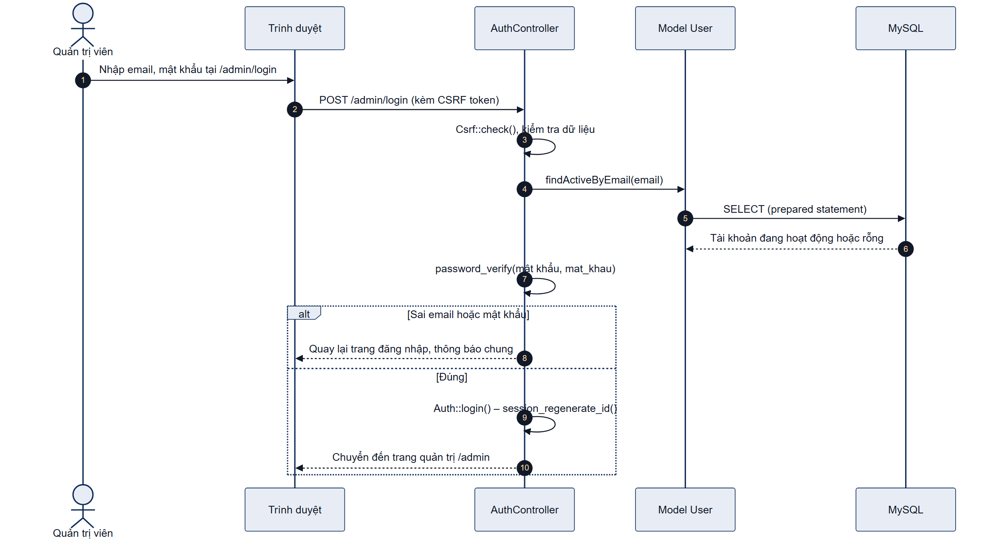 Quản trị viên
Trình duyệt
AuthController
Model User
MySQL
Nhập email, mật khẩu tại /admin/login
1
POST /admin/login (kèm CSRF token)
2
Csrf::check(), kiểm tra dữ liệu
3
findActiveByEmail(email)
4
SELECT (prepared statement)
5
Tài khoản đang hoạt động hoặc rỗng
6
password_verify(mật khẩu, mat_khau)
7
alt
[Sai email hoặc mật khẩu]
Quay lại trang đăng nhập, thông báo chung
8
[Đúng]
Auth::login() – session_regenerate_id()
9
Chuyển đến trang quản trị /admin
10
Trình duyệt
AuthController
Model User
MySQL
Quản trị viên